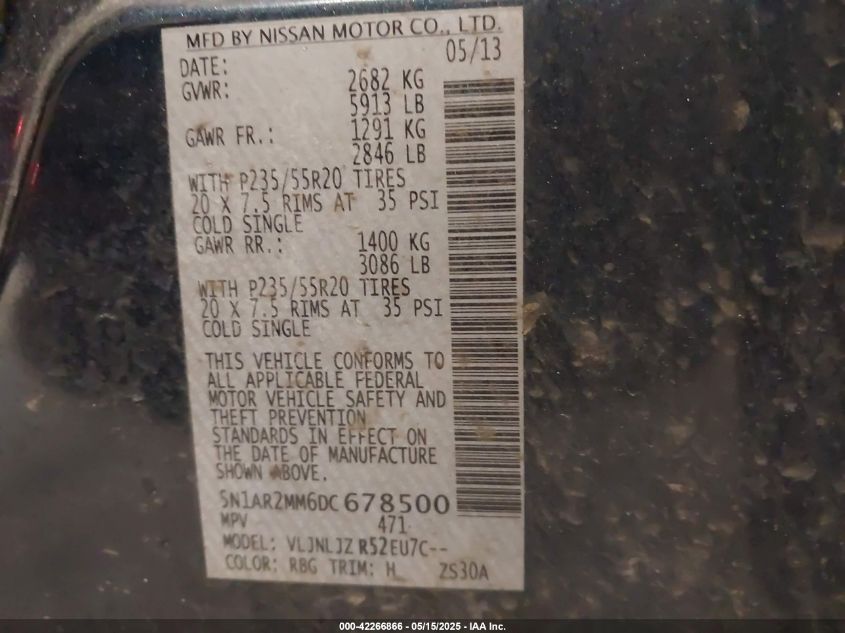 MFD BY NISSAN MOTOR CO., LTD.
DATE: 05/13
GVWR: 2682 KG
5913 LB
GAWR FR.: 1291 KG
2846 LB
WITH P235/55R20 TIRES
20 X 7.5 RIMS AT 35 PSI
COLD SINGLE
GAWR RR.: 1400 KG
3086 LB
WITH P235/55R20 TIRES
20 X 7.5 RIMS AT 35 PSI
COLD SINGLE
THIS VEHICLE CONFORMS TO
ALL APPLICABLE FEDERAL
MOTOR VEHICLE SAFETY AND
THEFT PREVENTION
STANDARDS IN EFFECT ON
THE DATE OF MANUFACTURE
SHOWN ABOVE.
5N1AR2MM6DC 678500
MPV 471
MODEL: VLJNLJZ R52EU7C--
COLOR: RBG TRIM: H ZS30A
000-42266866 - 05/15/2025 - IAA Inc.